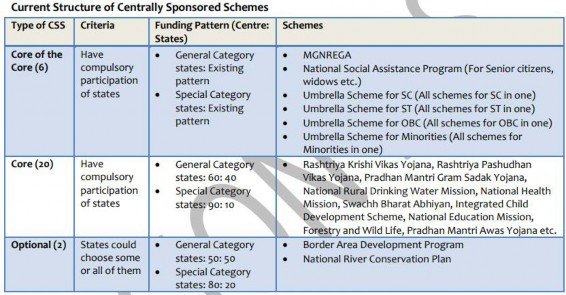 Current Structure of Centrally Sponsored Schemes
Type of CSS Criteria Funding Pattern (Centre: States) Schemes
Core of the Core (6)
Have compulsory participation of states
• General Category states: Existing pattern
• Special Category states: Existing pattern
• MGNREGA
• National Social Assistance Program (For Senior citizens, widows etc.)
• Umbrella Scheme for SC (All schemes for SC in one)
• Umbrella Scheme for ST (All schemes for ST in one)
• Umbrella Scheme for OBC (All schemes for OBC in one)
• Umbrella Scheme for Minorities (All schemes for Minorities in one)
Core (20)
Have compulsory participation of states
• General Category states: 60: 40
• Special Category states: 90: 10
• Rashtriya Krishi Vikas Yojana, Rashtriya Pashudhan Vikas Yojana, Pradhan Mantri Gram Sadak Yojana, National Rural Drinking Water Mission, National Health Mission, Swachh Bharat Abhiyan, Integrated Child Development Scheme, National Education Mission, Forestry and Wild Life, Pradhan Mantri Awas Yojana etc.
Optional (2)
States could choose some or all of them
• General Category states: 50: 50
• Special Category states: 80: 20
• Border Area Development Program
• National River Conservation Plan